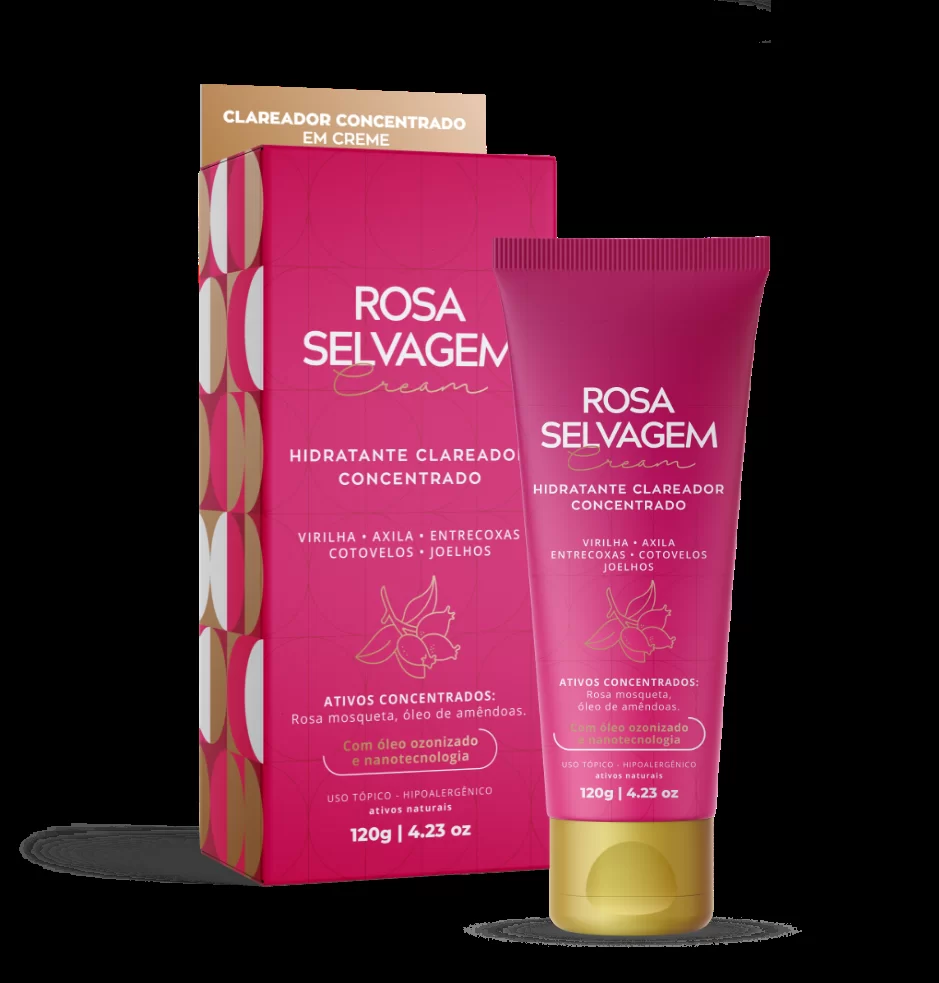 CLAREADOR CONCENTRADO
EM CREME
ROSA
SELVAGEM
Cream
HIDRATANTE CLAREADOR
CONCENTRADO
VIRILHA • AXILA • ENTRECOXAS
COTOVELOS • JOELHOS
ATIVOS CONCENTRADOS:
Rosa mosqueta, óleo de amêndoas.
Com óleo ozonizado
e nanotecnologia
USO TÓPICO - HIPOALERGÊNICO
ativos naturais
120g | 4.23 oz
ROSA
SELVAGEM
Cream
HIDRATANTE CLAREADOR
CONCENTRADO
VIRILHA • AXILA
ENTRECOXAS • COTOVELOS
JOELHOS
ATIVOS CONCENTRADOS:
Rosa mosqueta,
óleo de amêndoas.
Com óleo ozonizado
e nanotecnologia
USO TÓPICO - HIPOALERGÊNICO
ativos naturais
120g | 4.23 oz